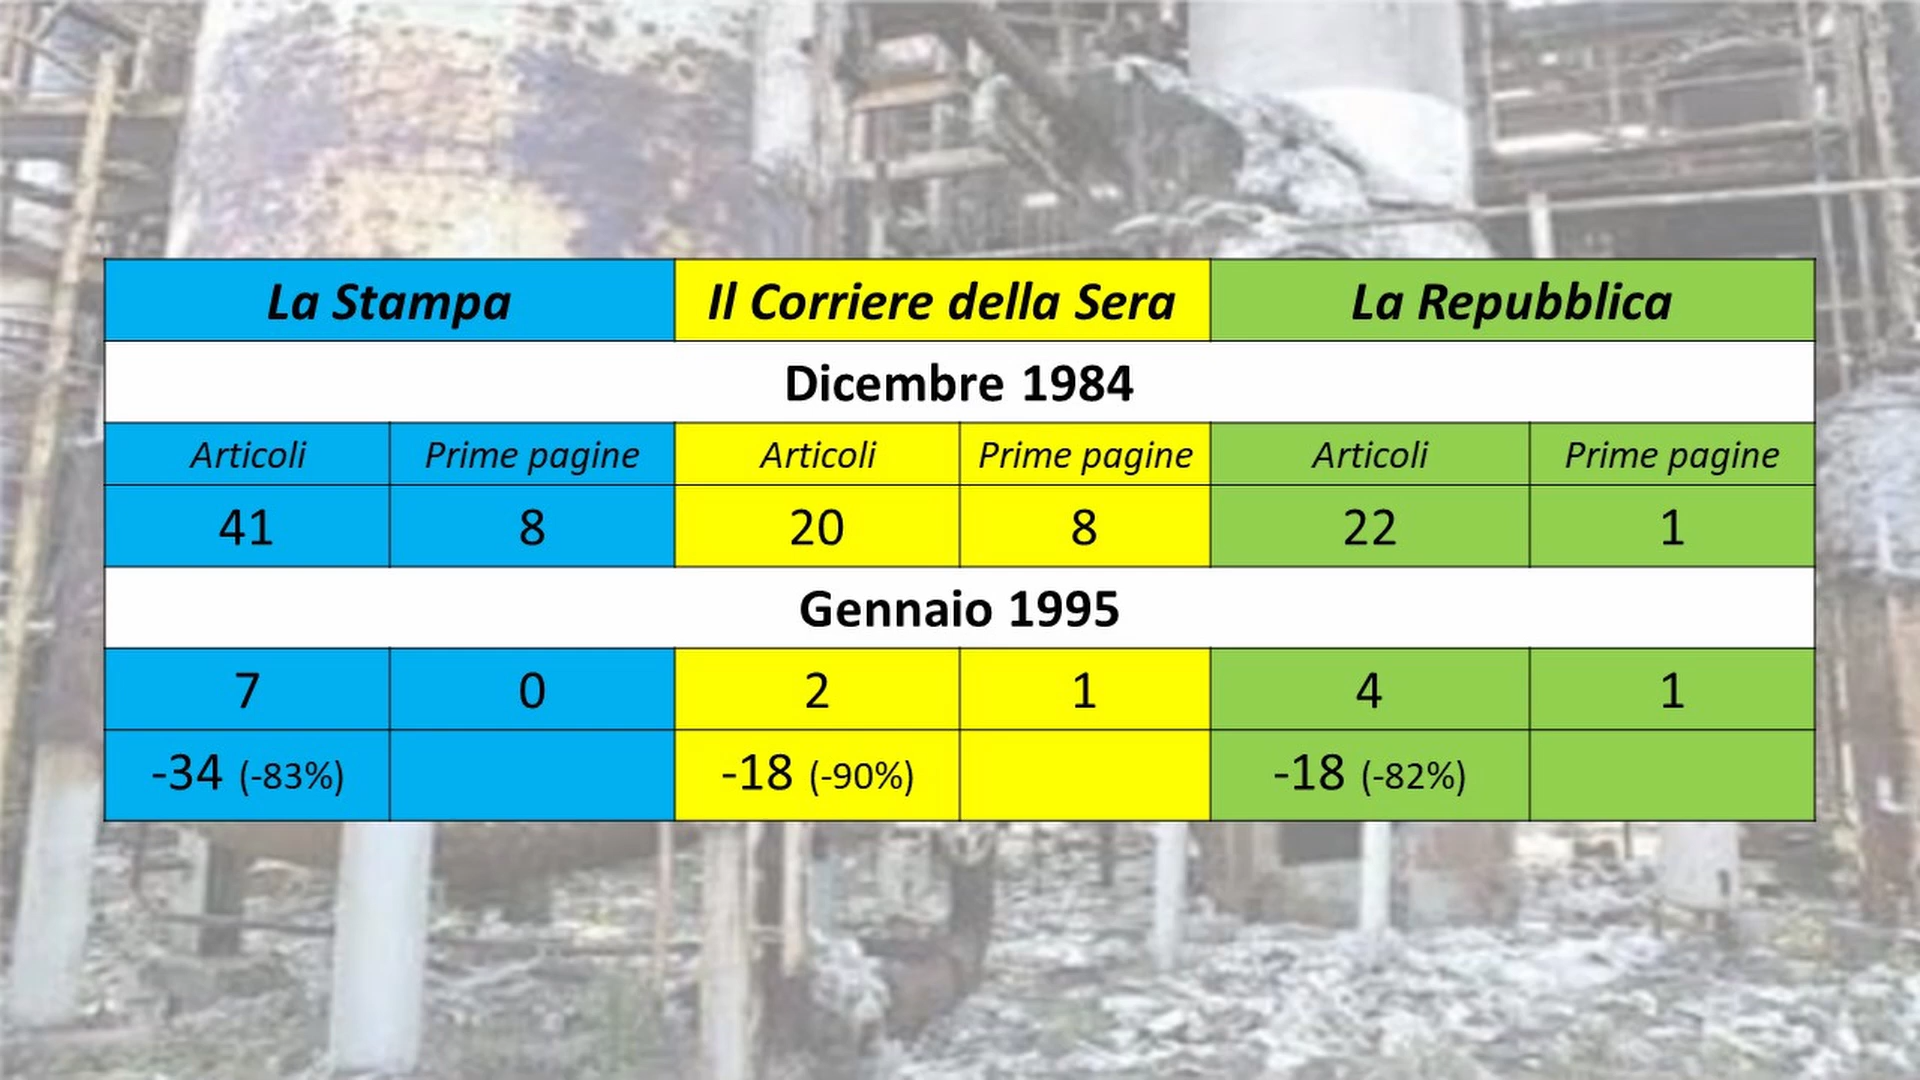 La Stampa Il Corriere della Sera La Repubblica
Dicembre 1984
Articoli Prime pagine Articoli Prime pagine Articoli Prime pagine
41 8 20 8 22 1
Gennaio 1995
7 0 2 1 4 1
-34 (-83%) -18 (-90%) -18 (-82%)